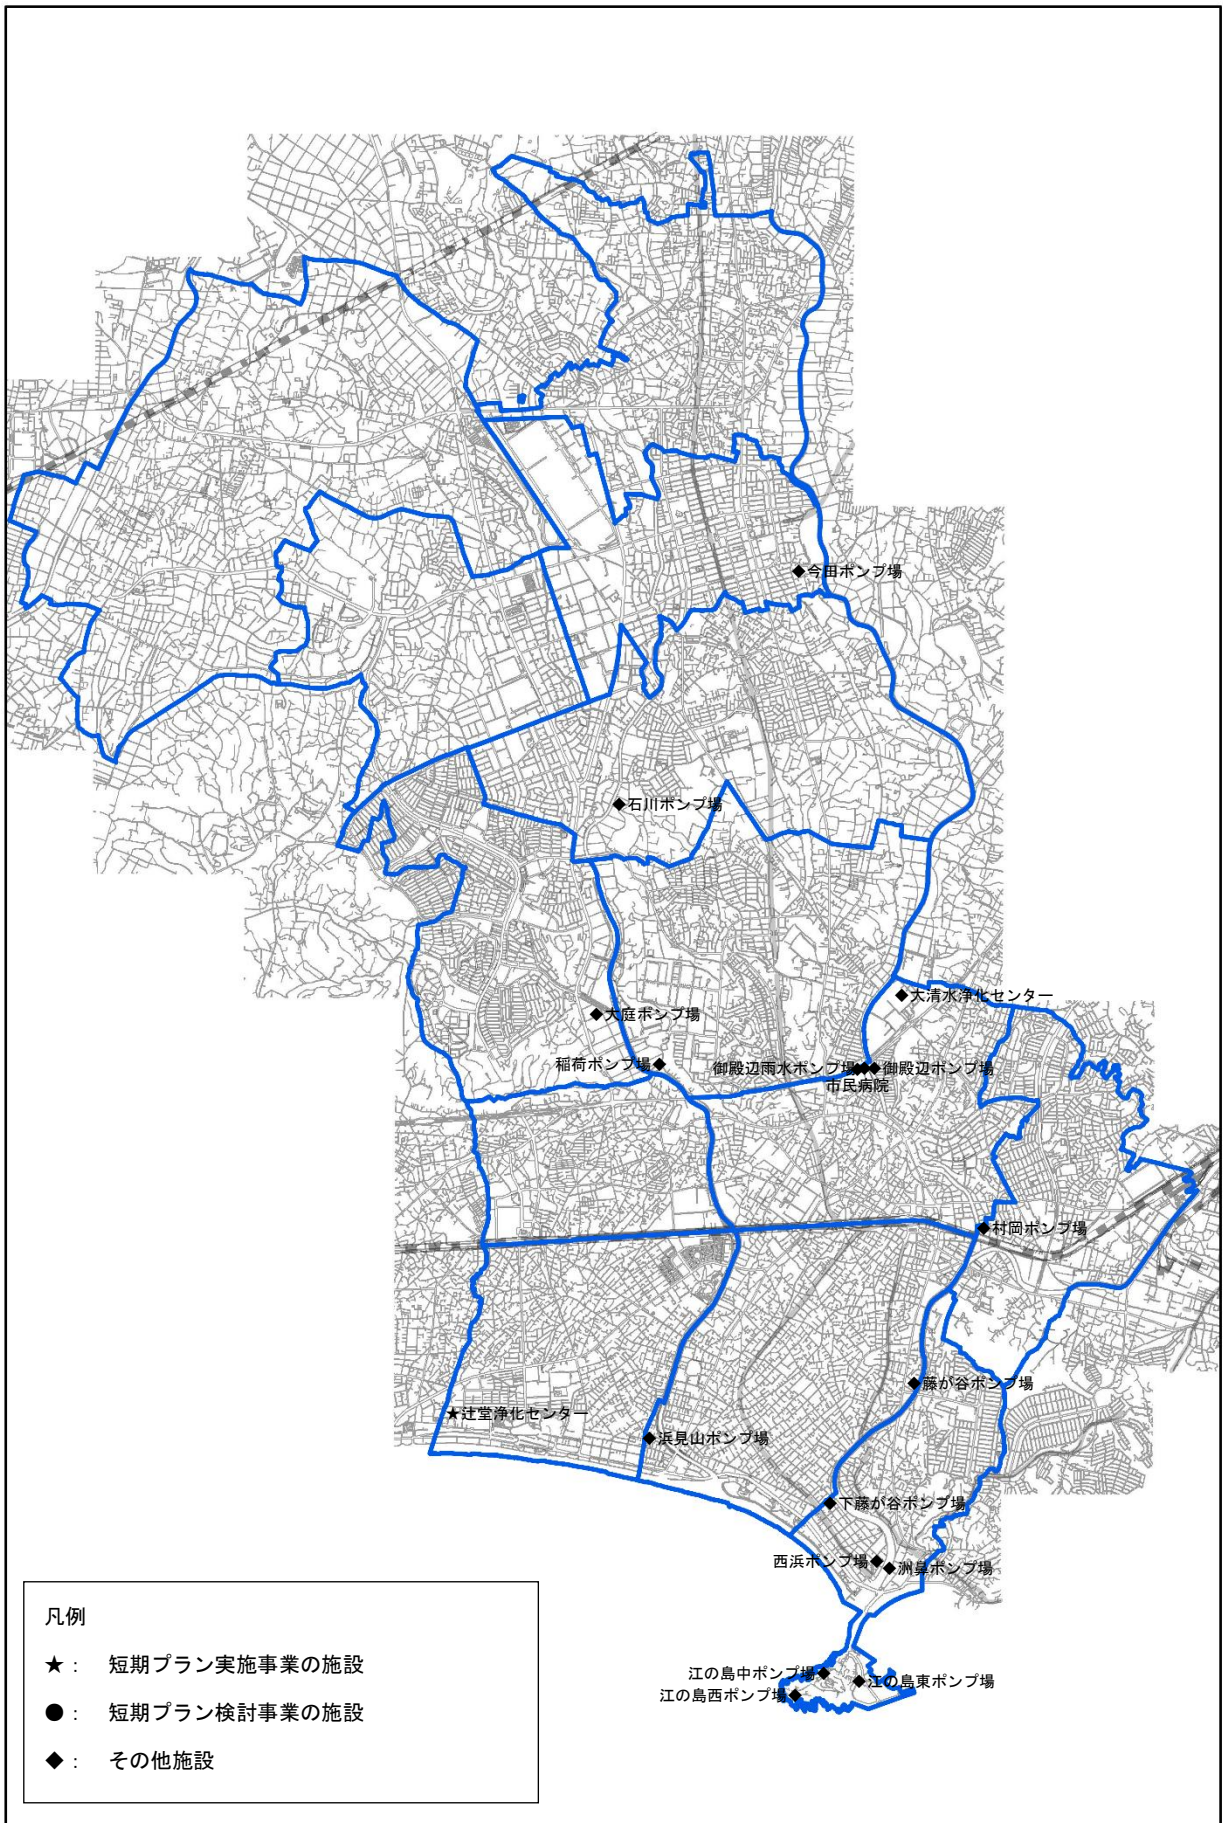 ◆今田ポンプ場
◆石川ポンプ場
◆大清水浄化センター
◆大庭ポンプ場
稲荷ポンプ場◆
御殿辺雨水ポンプ場◆◆◆御殿辺ポンプ場
市民病院
◆村岡ポンプ場
◆藤が谷ポンプ場
★辻堂浄化センター
◆浜見山ポンプ場
◆下藤が谷ポンプ場
西浜ポンプ場◆
◆洲鼻ポンプ場
江の島中ポンプ場◆
◆江の島東ポンプ場
江の島西ポンプ場◆
凡例
★： 短期プラン実施事業の施設
●： 短期プラン検討事業の施設
◆： その他施設